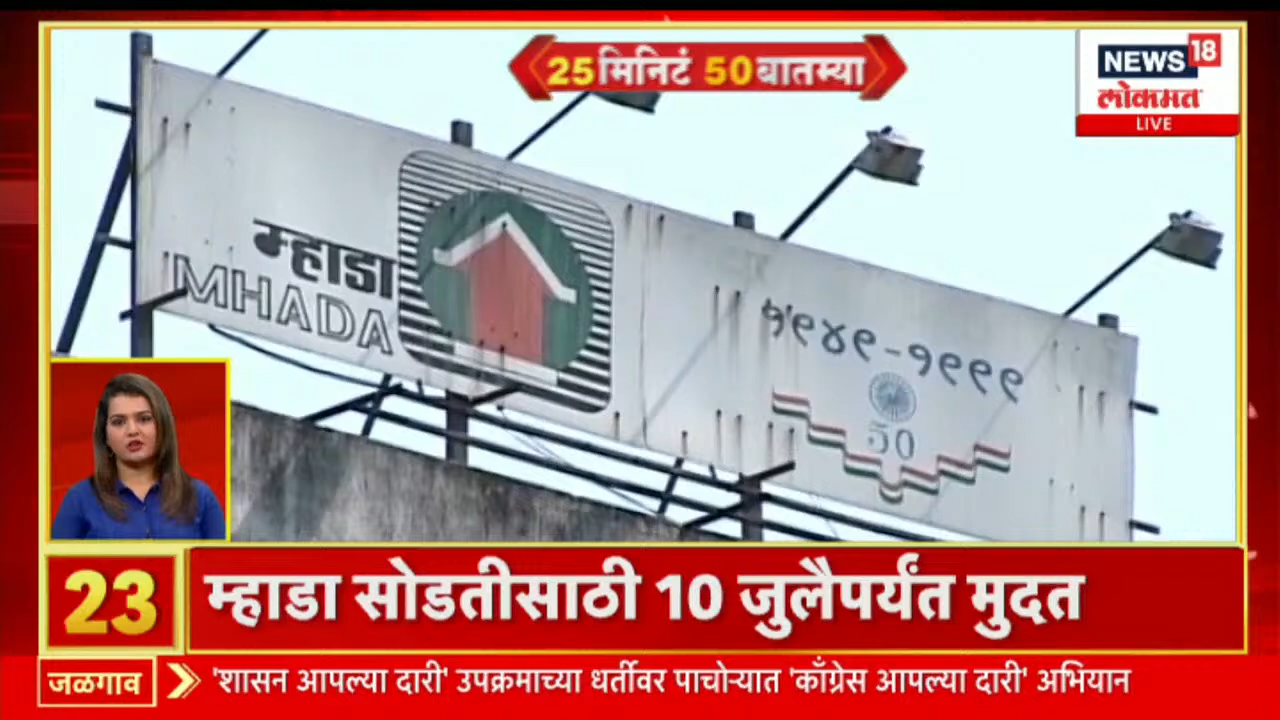 25 मिनिटं 50 बातम्या
NEWS 18
लोकमत
LIVE
म्हाडा
MHADA
१९४९-१९९९
50
23
म्हाडा सोडतीसाठी 10 जुलैपर्यंत मुदत
जळगाव
'शासन आपल्या दारी' उपक्रमाच्या धर्तीवर पाचोऱ्यात 'काँग्रेस आपल्या दारी' अभियान